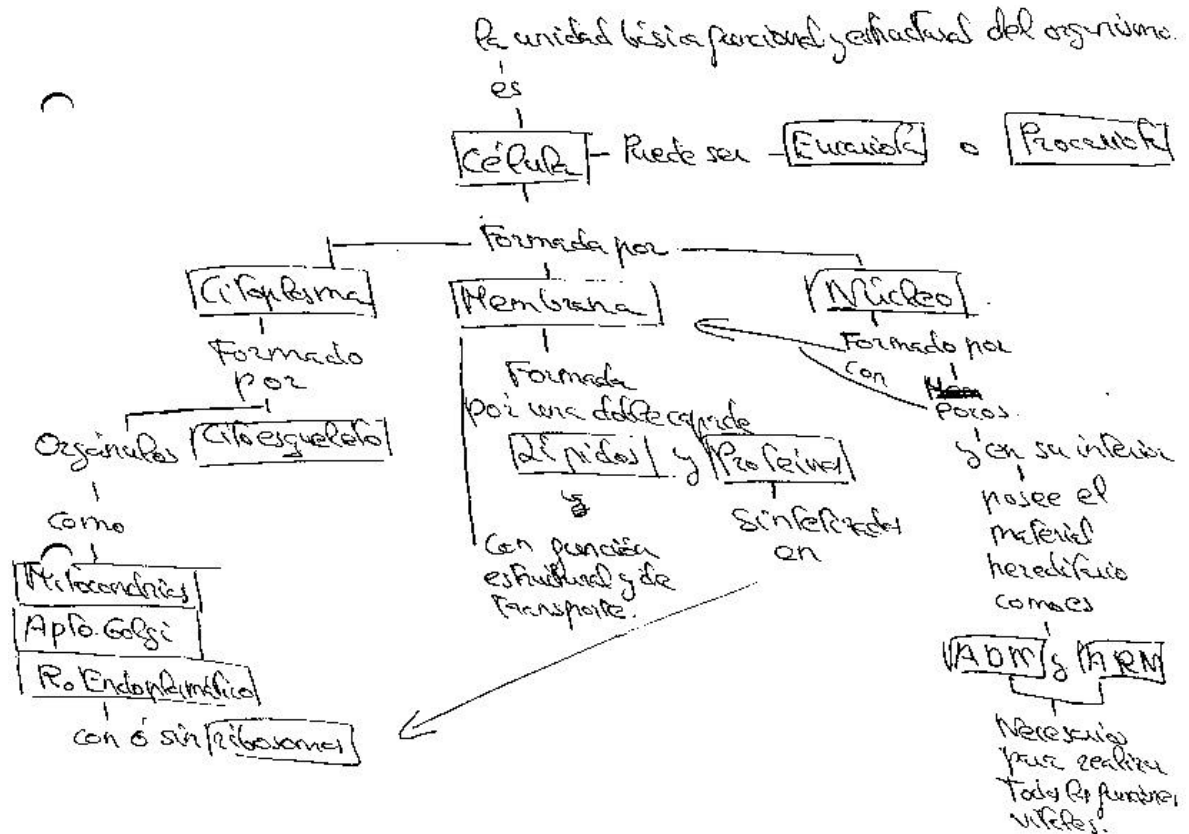 la unidad básica funcional y estructural del organismo.
es
Célula - Puede ser - Eucariota o Procariota
Formada por
Citoplasma Membrana Núcleo
Formado
por
Orgánulos Citoesqueleto
como
Mitocondrias
Apto. Golgi
R. Endoplasmático
con ó sin ribosomas
Formada
por una doble capa de
Lípidos y Proteínas
Con función
estructural y de
transporte.
Sintetizadas
en
Formado por
con
poros.
y en su interior
posee el
material
hereditario
como es
ADN y ARN
Necesarios
para realizar
todas las funciones
vitales.